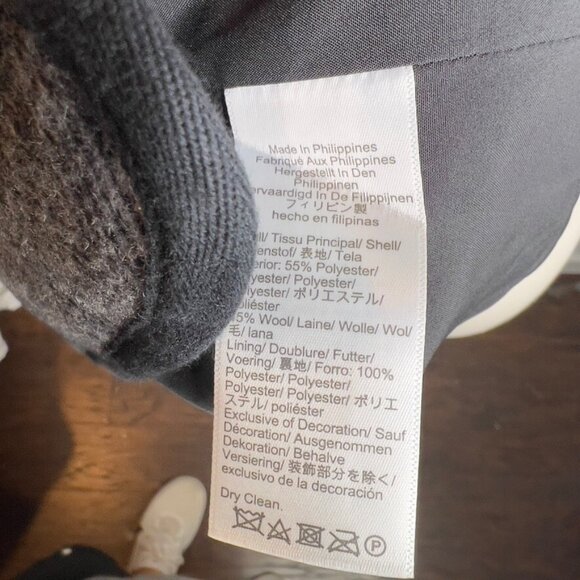 Made In Philippines
Fabriqué Aux Philippines
Hergestellt In Den
Philippinen
In De Filippijnen
フィリピン製
hecho en filipinas
Tissu Principal/ Shell/
表地/ Tela
55% Polyester/
Polyester/
ポリエステル/
poliéster
Wool/ Laine/ Wolle/ Wol/
毛/ lana
Lining/ Doublure/ Futter/
Voering/ 裏地/ Forro: 100%
Polyester/ Polyester/
Polyester/ Polyester/ ポリエ
ステル/ poliéster
Exclusive of Decoration/ Sauf
Décoration/ Ausgenommen
Dekoration/ Behalve
Versiering/ 装飾部分を除く/
exclusivo de la decoración
Dry Clean.
P